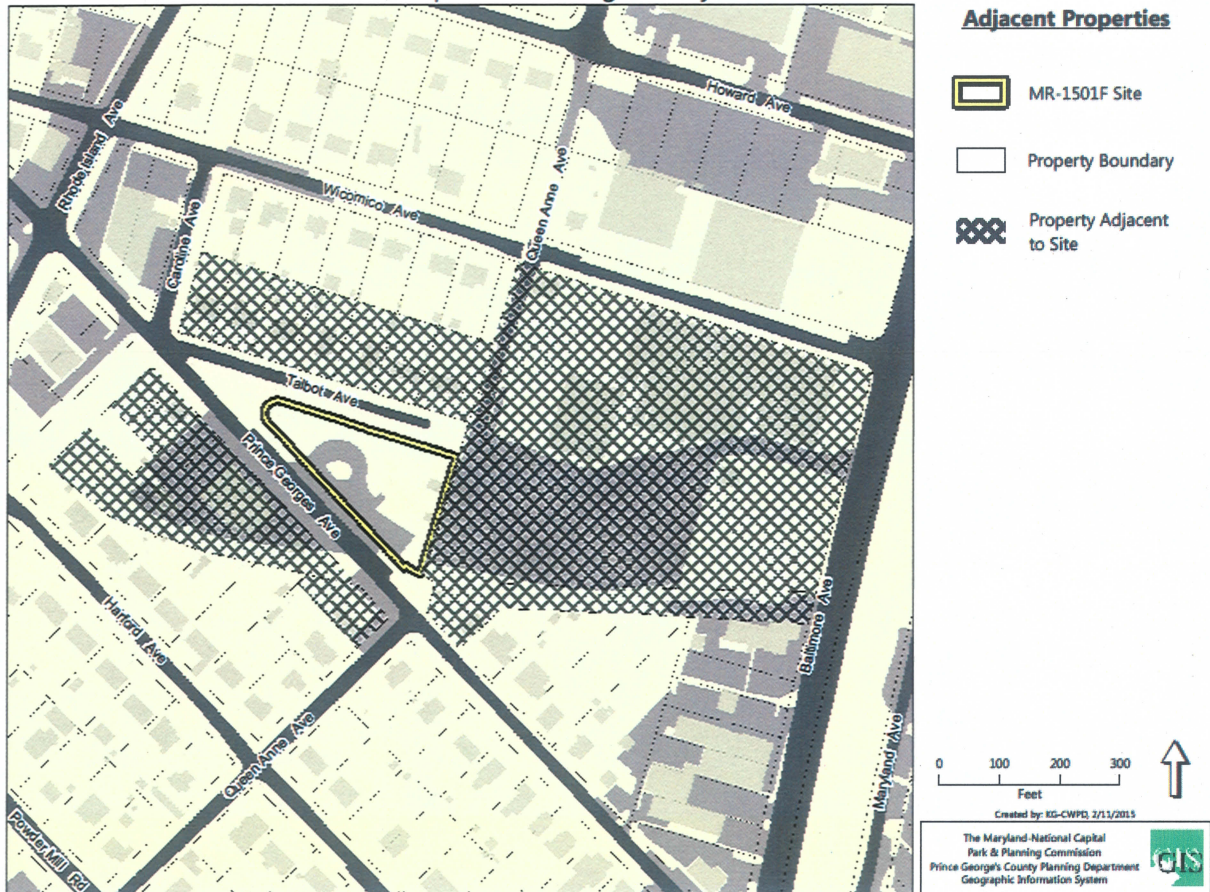 Adjacent Properties
MR-1501F Site
Property Boundary
Property Adjacent
to Site
Howard Ave
Rhode Island Ave
Queen Anne Ave
Wicomico Ave
Caroline Ave
Talbot Ave
Prince Georges Ave
Harford Ave
Baltimore Ave
Queen Anne Ave
Maryland Ave
Powder Mill Rd
0 100 200 300
Feet
Created by: KG-CWPD, 2/11/2015
The Maryland-National Capital
Park & Planning Commission
Prince George's County Planning Department
Geographic Information System
GIS